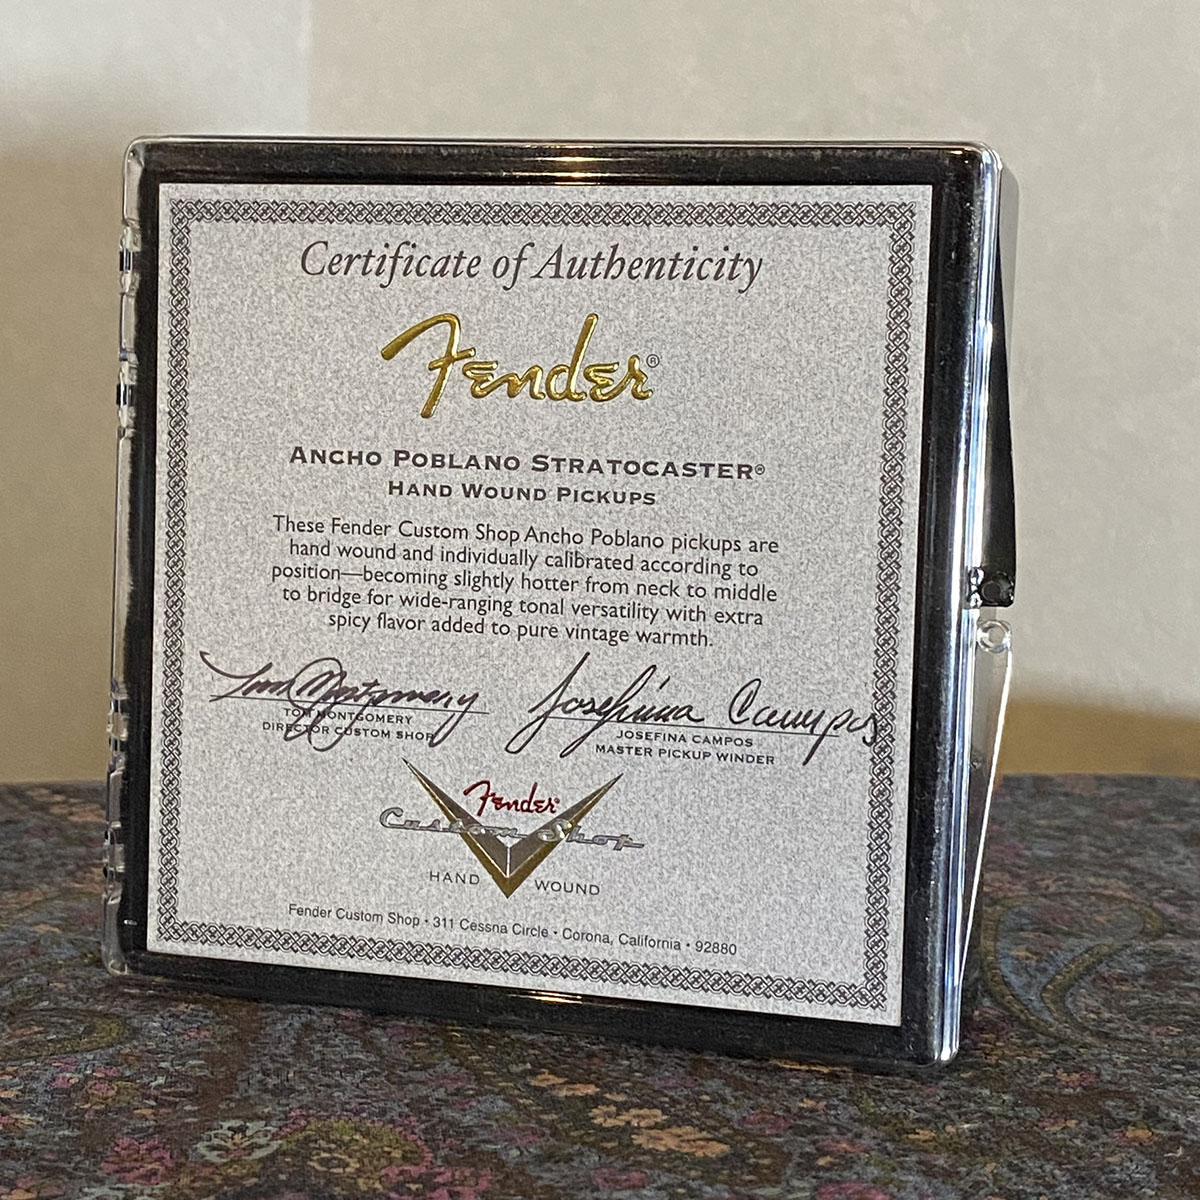 Certificate of Authenticity
Fender®
ANCHO POBLANO STRATOCASTER®
HAND WOUND PICKUPS
These Fender Custom Shop Ancho Poblano pickups are
hand wound and individually calibrated according to
position—becoming slightly hotter from neck to middle
to bridge for wide-ranging tonal versatility with extra
spicy flavor added to pure vintage warmth.
Tom Montgomery
TOM MONTGOMERY
DIRECTOR CUSTOM SHOP
Josefina Campos
JOSEFINA CAMPOS
MASTER PICKUP WINDER
Fender®
Custom Shop
HAND WOUND
Fender Custom Shop • 311 Cessna Circle • Corona, California • 92880